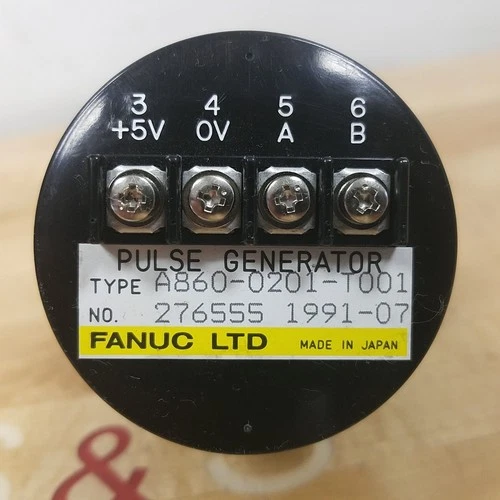 3 4 5 6
+5V 0V A B
PULSE GENERATOR
TYPE A860-0201-T001
NO. 276555 1991-07
FANUC LTD MADE IN JAPAN
&